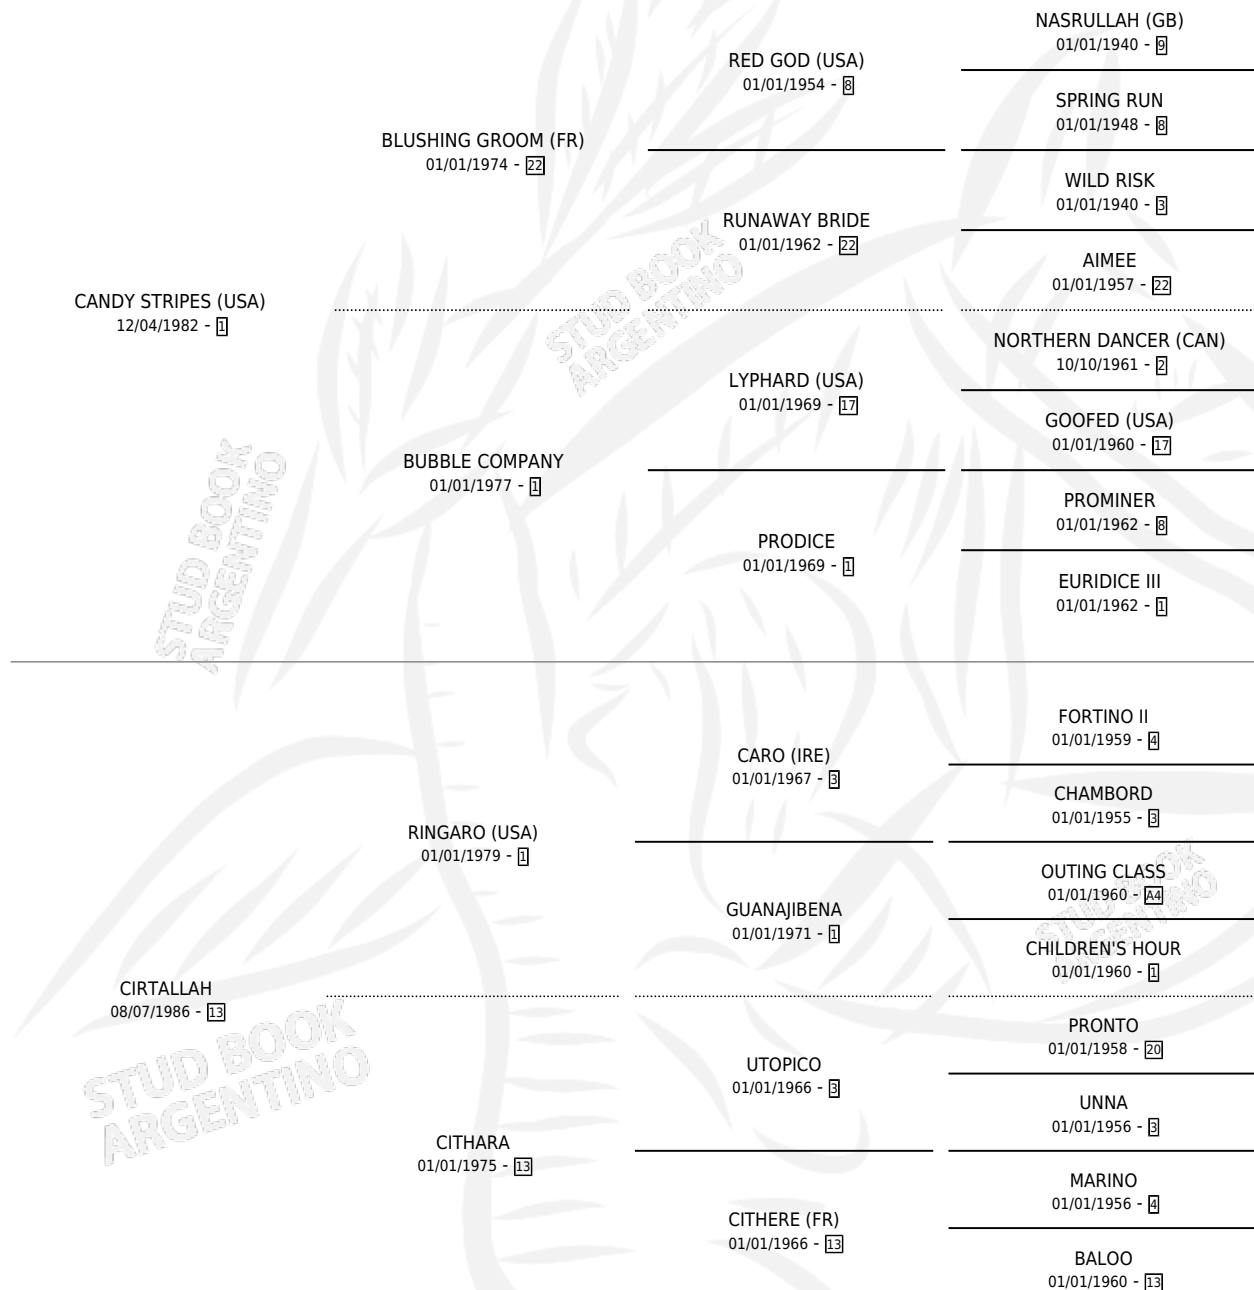 NASRULLAH (GB)
01/01/1940 - 9
RED GOD (USA)
01/01/1954 - 8
SPRING RUN
01/01/1948 - 8
BLUSHING GROOM (FR)
01/01/1974 - 22
WILD RISK
01/01/1940 - 3
RUNAWAY BRIDE
01/01/1962 - 22
AIMEE
01/01/1957 - 22
CANDY STRIPES (USA)
12/04/1982 - 1
NORTHERN DANCER (CAN)
10/10/1961 - 2
LYPHARD (USA)
01/01/1969 - 17
GOOFED (USA)
01/01/1960 - 17
BUBBLE COMPANY
01/01/1977 - 1
PROMINER
01/01/1962 - 8
PRODICE
01/01/1969 - 1
EURIDICE III
01/01/1962 - 1
FORTINO II
01/01/1959 - 4
CARO (IRE)
01/01/1967 - 3
CHAMBORD
01/01/1955 - 3
RINGARO (USA)
01/01/1979 - 1
OUTING CLASS
01/01/1960 - A4
GUANAJIBENA
01/01/1971 - 1
CHILDREN'S HOUR
01/01/1960 - 1
CIRTALLAH
08/07/1986 - 13
PRONTO
01/01/1958 - 20
UTOPICO
01/01/1966 - 3
UNNA
01/01/1956 - 3
CITHARA
01/01/1975 - 13
MARINO
01/01/1956 - 4
CITHERE (FR)
01/01/1966 - 13
BALOO
01/01/1960 - 13
STUD BOOK
ARGENTINO
STUD BOOK
ARGENTINO
STUD BOOK
ARGENTINO
STUD BOOK
ARGENTINO